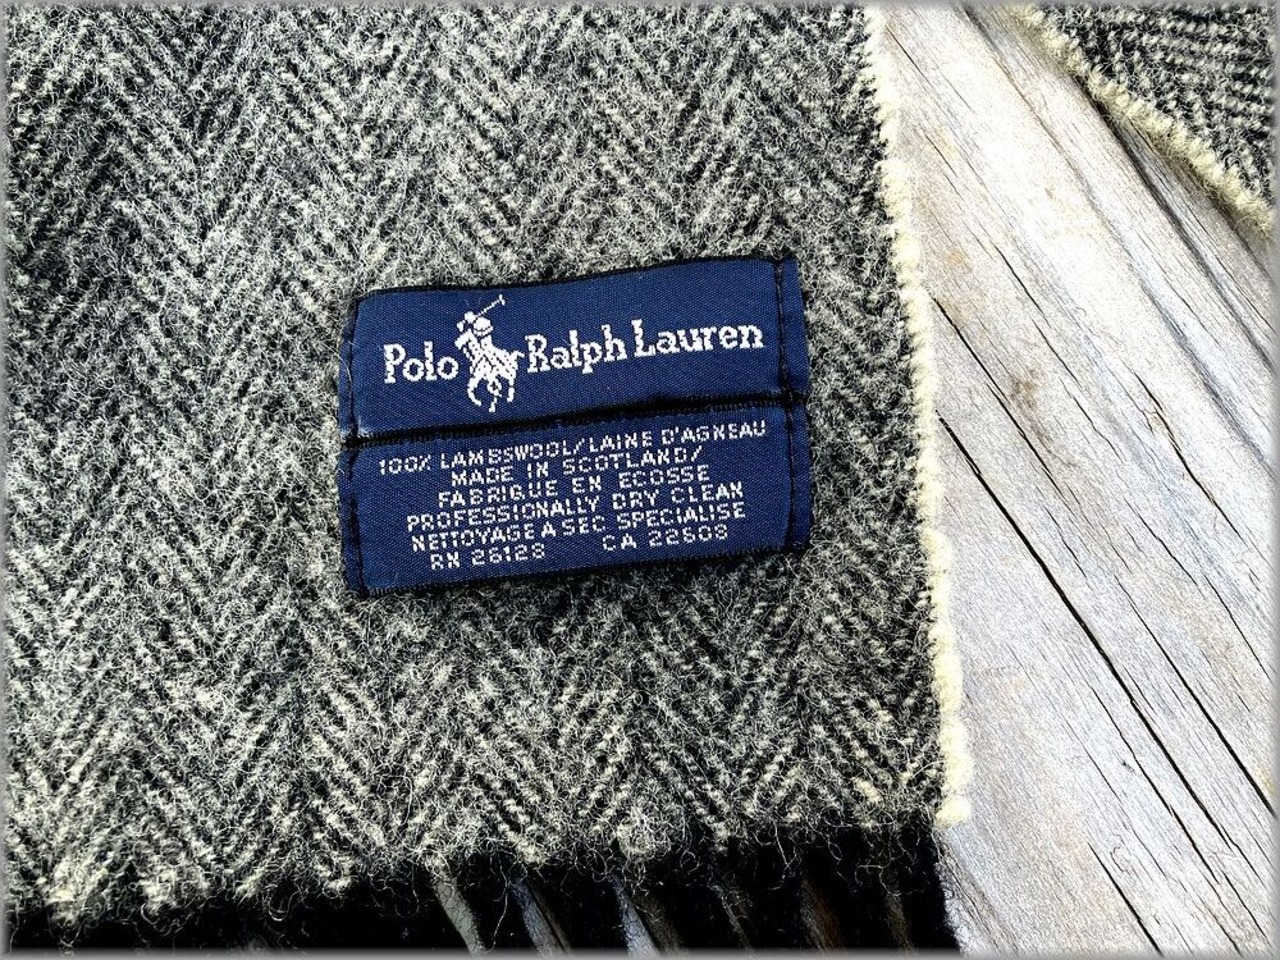 Polo Ralph Lauren
100% LAMBSWOOL/LAINE D'AGNEAU
MADE IN SCOTLAND/
FABRIQUE EN ECOSSE
PROFESSIONALLY DRY CLEAN
NETTOYAGE A SEC SPECIALISE
RN 26128 CA 22608